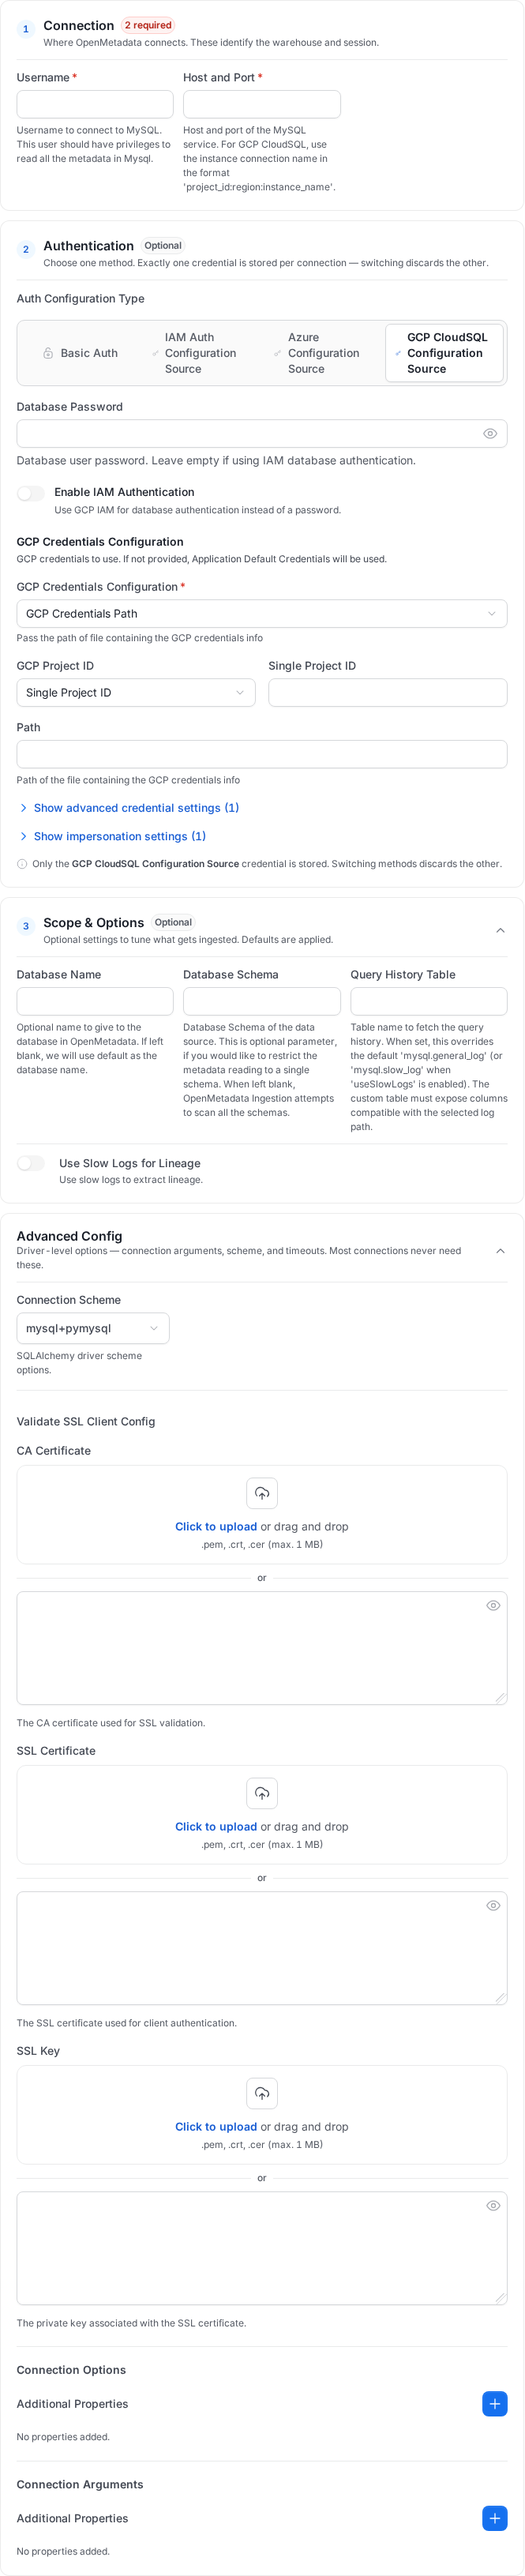 1 Connection 2 required
Where OpenMetadata connects. These identify the warehouse and session.
Username *
Host and Port *
Username to connect to MySQL. This user should have privileges to read all the metadata in Mysql.
Host and port of the MySQL service. For GCP CloudSQL, use the instance connection name in the format 'project_id:region:instance_name'.
2 Authentication Optional
Choose one method. Exactly one credential is stored per connection — switching discards the other.
Auth Configuration Type
Basic Auth
IAM Auth Configuration Source
Azure Configuration Source
GCP CloudSQL Configuration Source
Database Password
Database user password. Leave empty if using IAM database authentication.
Enable IAM Authentication
Use GCP IAM for database authentication instead of a password.
GCP Credentials Configuration
GCP credentials to use. If not provided, Application Default Credentials will be used.
GCP Credentials Configuration *
GCP Credentials Path
Pass the path of file containing the GCP credentials info
GCP Project ID
Single Project ID
Single Project ID
Path
Path of the file containing the GCP credentials info
Show advanced credential settings (1)
Show impersonation settings (1)
Only the GCP CloudSQL Configuration Source credential is stored. Switching methods discards the other.
3 Scope & Options Optional
Optional settings to tune what gets ingested. Defaults are applied.
Database Name
Database Schema
Query History Table
Optional name to give to the database in OpenMetadata. If left blank, we will use default as the database name.
Database Schema of the data source. This is optional parameter, if you would like to restrict the metadata reading to a single schema. When left blank, OpenMetadata Ingestion attempts to scan all the schemas.
Table name to fetch the query history. When set, this overrides the default 'mysql.general_log' (or 'mysql.slow_log' when 'useSlowLogs' is enabled). The custom table must expose columns compatible with the selected log path.
Use Slow Logs for Lineage
Use slow logs to extract lineage.
Advanced Config
Driver-level options — connection arguments, scheme, and timeouts. Most connections never need these.
Connection Scheme
mysql+pymysql
SQLAlchemy driver scheme options.
Validate SSL Client Config
CA Certificate
Click to upload or drag and drop
.pem, .crt, .cer (max. 1 MB)
or
The CA certificate used for SSL validation.
SSL Certificate
Click to upload or drag and drop
.pem, .crt, .cer (max. 1 MB)
or
The SSL certificate used for client authentication.
SSL Key
Click to upload or drag and drop
.pem, .crt, .cer (max. 1 MB)
or
The private key associated with the SSL certificate.
Connection Options
Additional Properties
No properties added.
Connection Arguments
Additional Properties
No properties added.